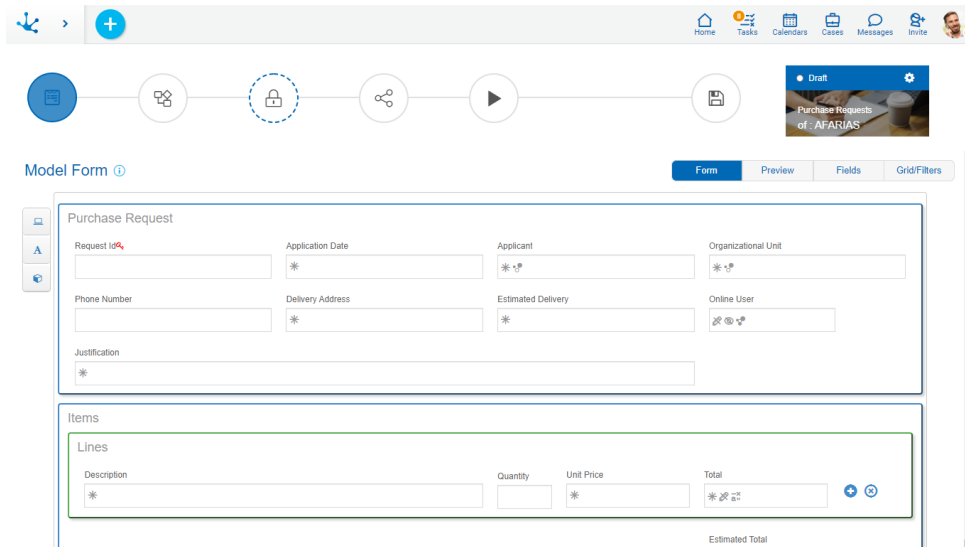 Home
6
Tasks
Calendars
Cases
Messages
Invite
Draft
Purchase Requests
of : AFARIAS
Model Form
Form
Preview
Fields
Grid/Filters
Purchase Request
Request Id
Application Date
Applicant
Organizational Unit
Phone Number
Delivery Address
Estimated Delivery
Online User
Justification
Items
Lines
Description
Quantity
Unit Price
Total
Estimated Total
A